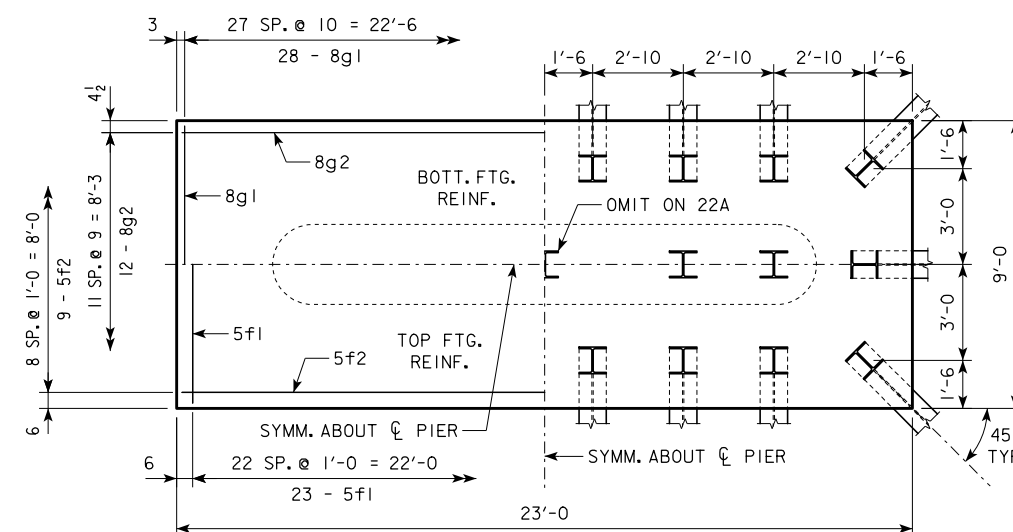 3
27 SP. @ 10 = 22'-6
28 - 8g1
1'-6
2'-10
2'-10
2'-10
1'-6
4½
8g2
8g1
BOTT. FTG.
REINF.
OMIT ON 22A
1'-6
3'-0
3'-0
1'-6
9'-0
8 SP. @ 1'-0 = 8'-0
9 - 5f2
11 SP. @ 9 = 8'-3
12 - 8g2
5f1
TOP FTG.
REINF.
5f2
6
SYMM. ABOUT ℄ PIER
SYMM. ABOUT ℄ PIER
45
TYP
6
22 SP. @ 1'-0 = 22'-0
23 - 5f1
23'-0